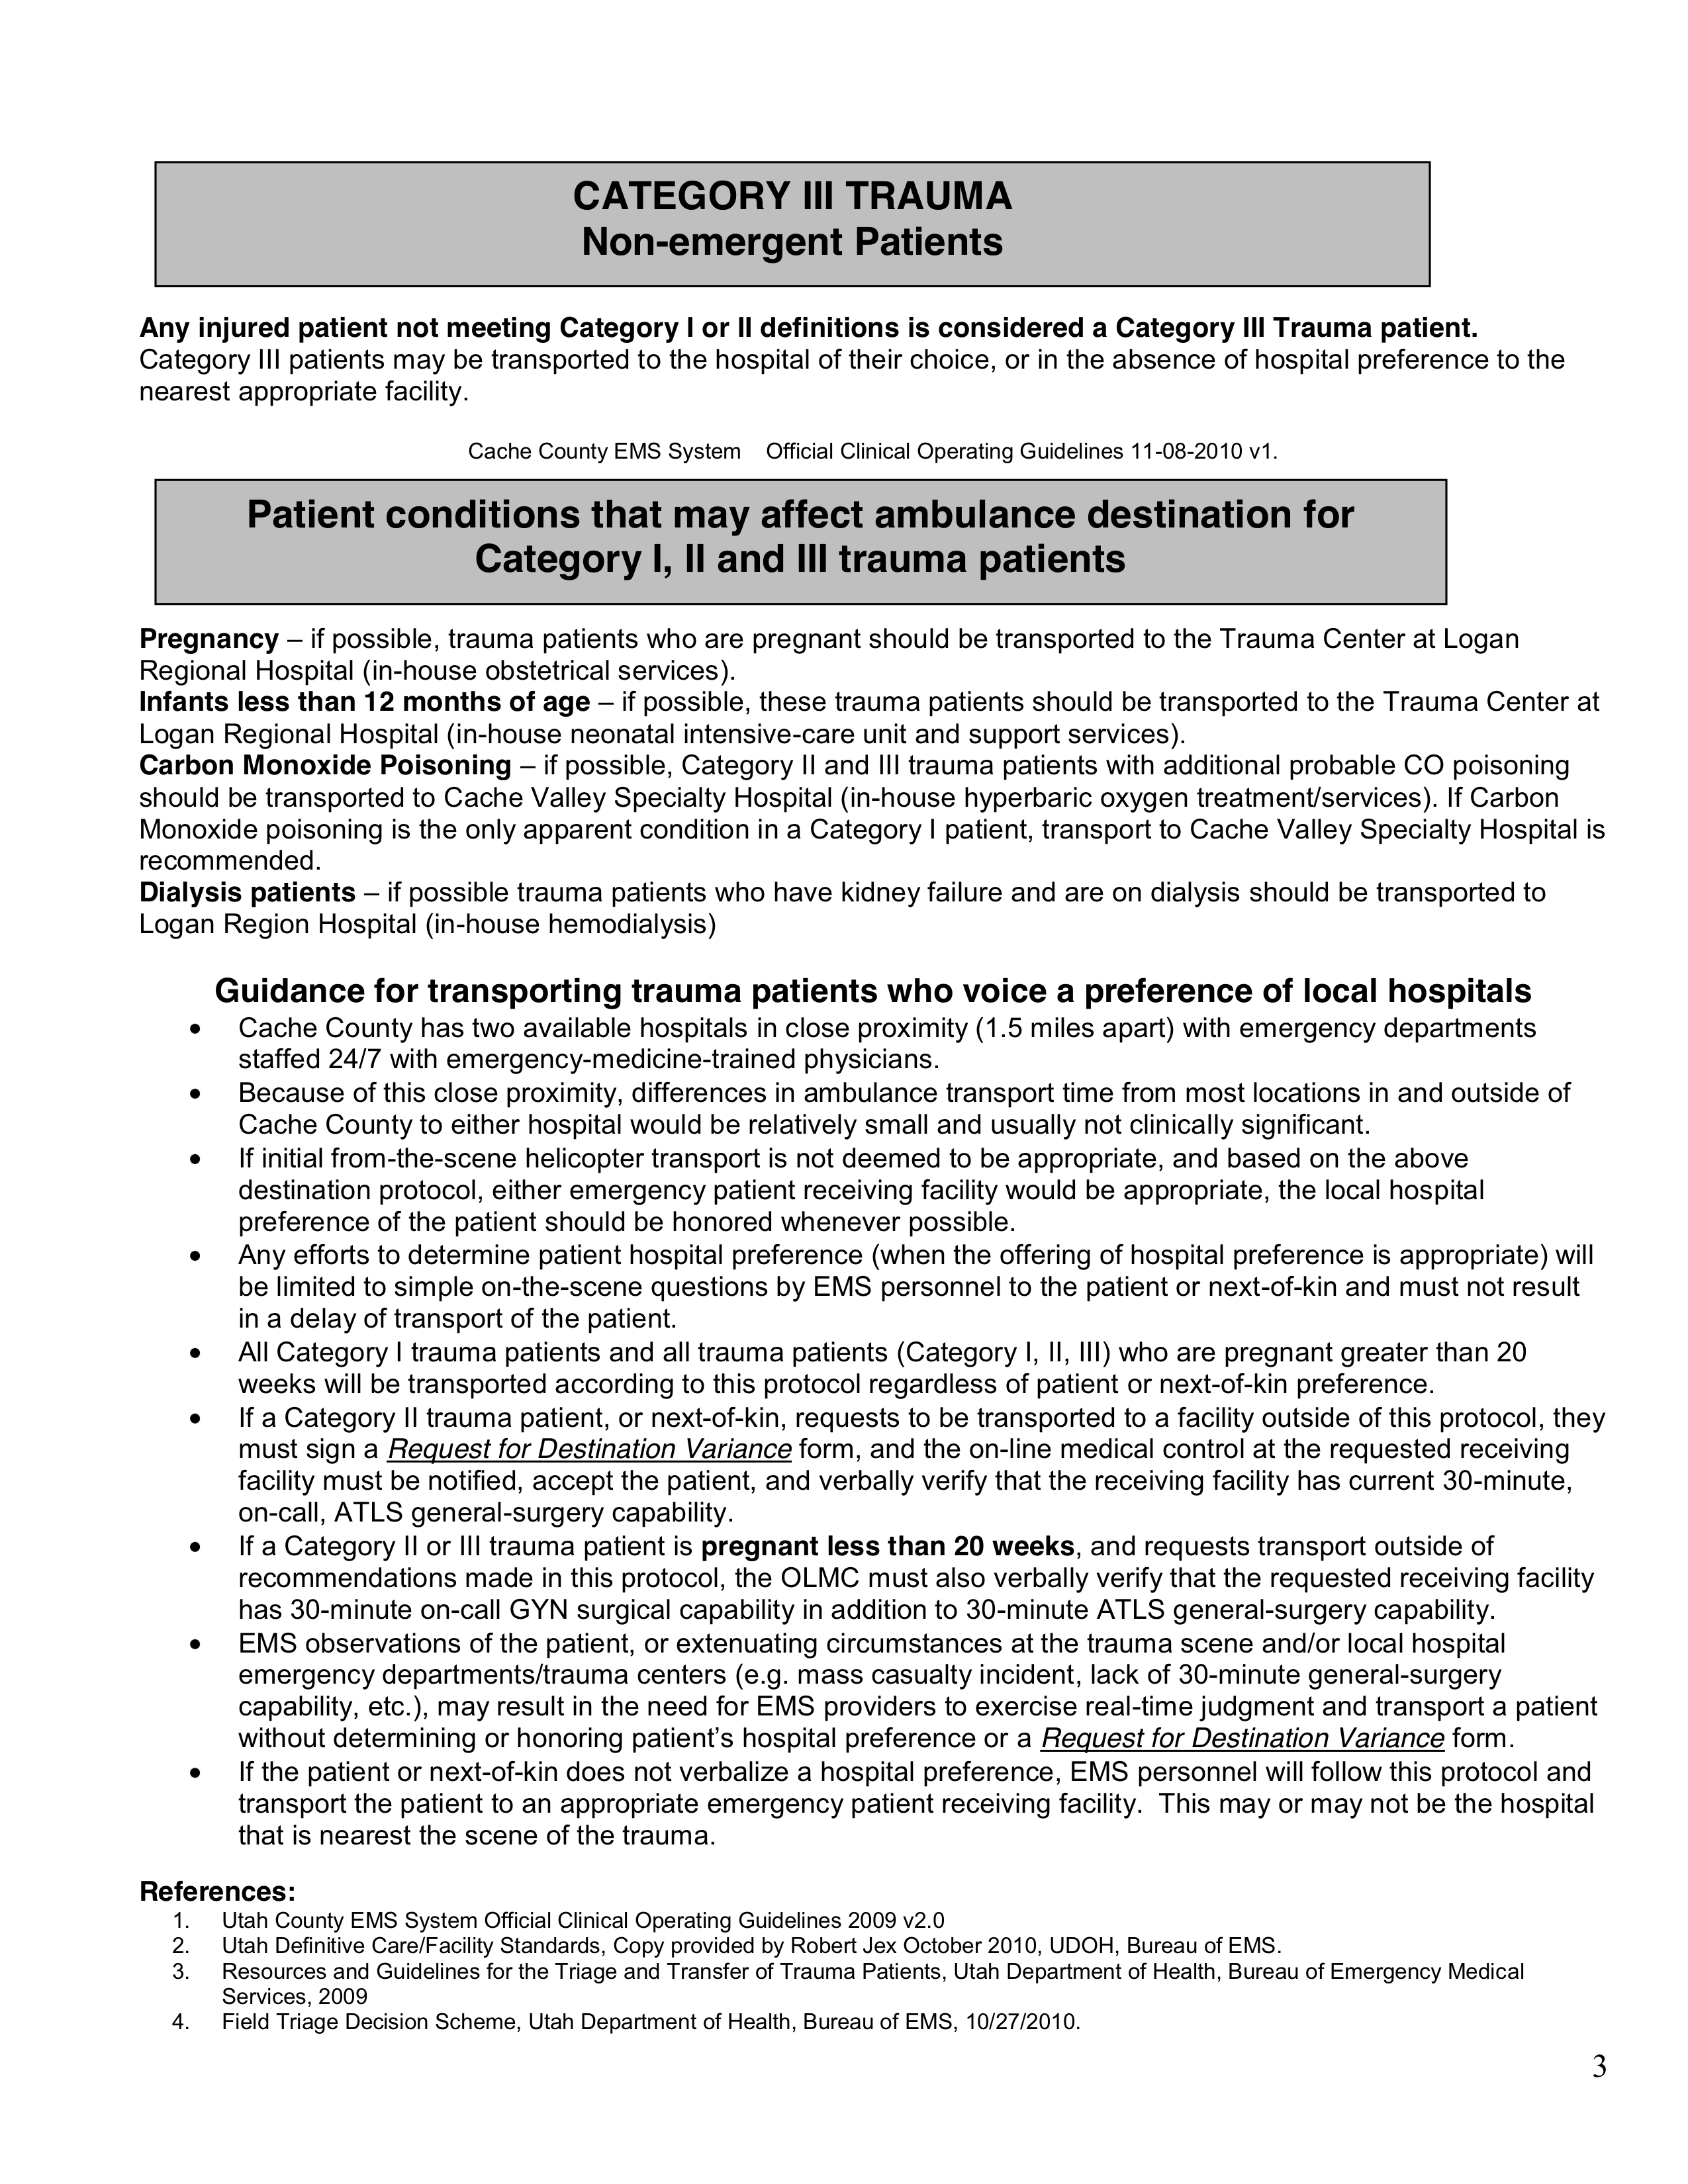 CATEGORY III TRAUMA
Non-emergent Patients
Any injured patient not meeting Category I or II definitions is considered a Category III Trauma patient.
Category III patients may be transported to the hospital of their choice, or in the absence of hospital preference to the
nearest appropriate facility.
Cache County EMS System    Official Clinical Operating Guidelines 11-08-2010 v1.
Patient conditions that may affect ambulance destination for
Category I, II and III trauma patients
Pregnancy – if possible, trauma patients who are pregnant should be transported to the Trauma Center at Logan
Regional Hospital (in-house obstetrical services).
Infants less than 12 months of age – if possible, these trauma patients should be transported to the Trauma Center at
Logan Regional Hospital (in-house neonatal intensive-care unit and support services).
Carbon Monoxide Poisoning – if possible, Category II and III trauma patients with additional probable CO poisoning
should be transported to Cache Valley Specialty Hospital (in-house hyperbaric oxygen treatment/services). If Carbon
Monoxide poisoning is the only apparent condition in a Category I patient, transport to Cache Valley Specialty Hospital is
recommended.
Dialysis patients – if possible trauma patients who have kidney failure and are on dialysis should be transported to
Logan Region Hospital (in-house hemodialysis)
Guidance for transporting trauma patients who voice a preference of local hospitals
• Cache County has two available hospitals in close proximity (1.5 miles apart) with emergency departments
staffed 24/7 with emergency-medicine-trained physicians.
• Because of this close proximity, differences in ambulance transport time from most locations in and outside of
Cache County to either hospital would be relatively small and usually not clinically significant.
• If initial from-the-scene helicopter transport is not deemed to be appropriate, and based on the above
destination protocol, either emergency patient receiving facility would be appropriate, the local hospital
preference of the patient should be honored whenever possible.
• Any efforts to determine patient hospital preference (when the offering of hospital preference is appropriate) will
be limited to simple on-the-scene questions by EMS personnel to the patient or next-of-kin and must not result
in a delay of transport of the patient.
• All Category I trauma patients and all trauma patients (Category I, II, III) who are pregnant greater than 20
weeks will be transported according to this protocol regardless of patient or next-of-kin preference.
• If a Category II trauma patient, or next-of-kin, requests to be transported to a facility outside of this protocol, they
must sign a Request for Destination Variance form, and the on-line medical control at the requested receiving
facility must be notified, accept the patient, and verbally verify that the receiving facility has current 30-minute,
on-call, ATLS general-surgery capability.
• If a Category II or III trauma patient is pregnant less than 20 weeks, and requests transport outside of
recommendations made in this protocol, the OLMC must also verbally verify that the requested receiving facility
has 30-minute on-call GYN surgical capability in addition to 30-minute ATLS general-surgery capability.
• EMS observations of the patient, or extenuating circumstances at the trauma scene and/or local hospital
emergency departments/trauma centers (e.g. mass casualty incident, lack of 30-minute general-surgery
capability, etc.), may result in the need for EMS providers to exercise real-time judgment and transport a patient
without determining or honoring patient’s hospital preference or a Request for Destination Variance form.
• If the patient or next-of-kin does not verbalize a hospital preference, EMS personnel will follow this protocol and
transport the patient to an appropriate emergency patient receiving facility.  This may or may not be the hospital
that is nearest the scene of the trauma.
References:
1. Utah County EMS System Official Clinical Operating Guidelines 2009 v2.0
2. Utah Definitive Care/Facility Standards, Copy provided by Robert Jex October 2010, UDOH, Bureau of EMS.
3. Resources and Guidelines for the Triage and Transfer of Trauma Patients, Utah Department of Health, Bureau of Emergency Medical
Services, 2009
4. Field Triage Decision Scheme, Utah Department of Health, Bureau of EMS, 10/27/2010.
3